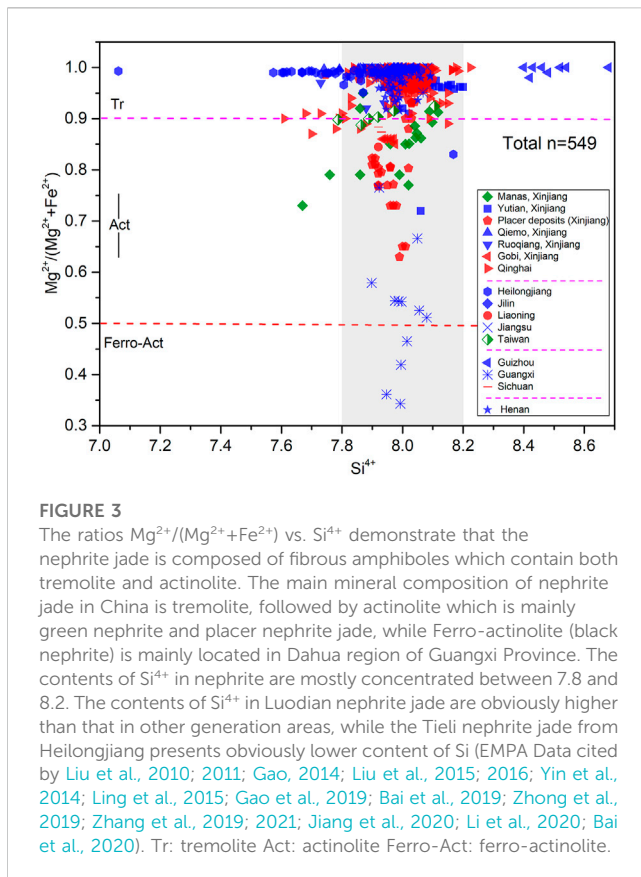 1.0
0.9
0.8
0.7
0.6
0.5
0.4
0.3
Mg²⁺/(Mg²⁺+Fe²⁺)
Tr
Act
Ferro-Act
Total n=549
Manas, Xinjiang
Yutian, Xinjiang
Placer deposits (Xinjiang)
Qiemo, Xinjiang
Ruoqiang, Xinjiang
Gobi, Xinjiang
Qinghai
Heilongjiang
Jilin
Liaoning
Jiangsu
Taiwan
Guizhou
Guangxi
Sichuan
Henan
7.0 7.2 7.4 7.6 7.8 8.0 8.2 8.4 8.6
Si⁴⁺
FIGURE 3
The ratios Mg²⁺/(Mg²⁺+Fe²⁺) vs. Si⁴⁺ demonstrate that the
nephrite jade is composed of fibrous amphiboles which contain both
tremolite and actinolite. The main mineral composition of nephrite
jade in China is tremolite, followed by actinolite which is mainly
green nephrite and placer nephrite jade, while Ferro-actinolite (black
nephrite) is mainly located in Dahua region of Guangxi Province. The
contents of Si⁴⁺ in nephrite are mostly concentrated between 7.8 and
8.2. The contents of Si⁴⁺ in Luodian nephrite jade are obviously higher
than that in other generation areas, while the Tieli nephrite jade from
Heilongjiang presents obviously lower content of Si (EMPA Data cited
by Liu et al., 2010; 2011; Gao, 2014; Liu et al., 2015; 2016; Yin et al.,
2014; Ling et al., 2015; Gao et al., 2019; Bai et al., 2019; Zhong et al.,
2019; Zhang et al., 2019; 2021; Jiang et al., 2020; Li et al., 2020; Bai
et al., 2020). Tr: tremolite Act: actinolite Ferro-Act: ferro-actinolite.